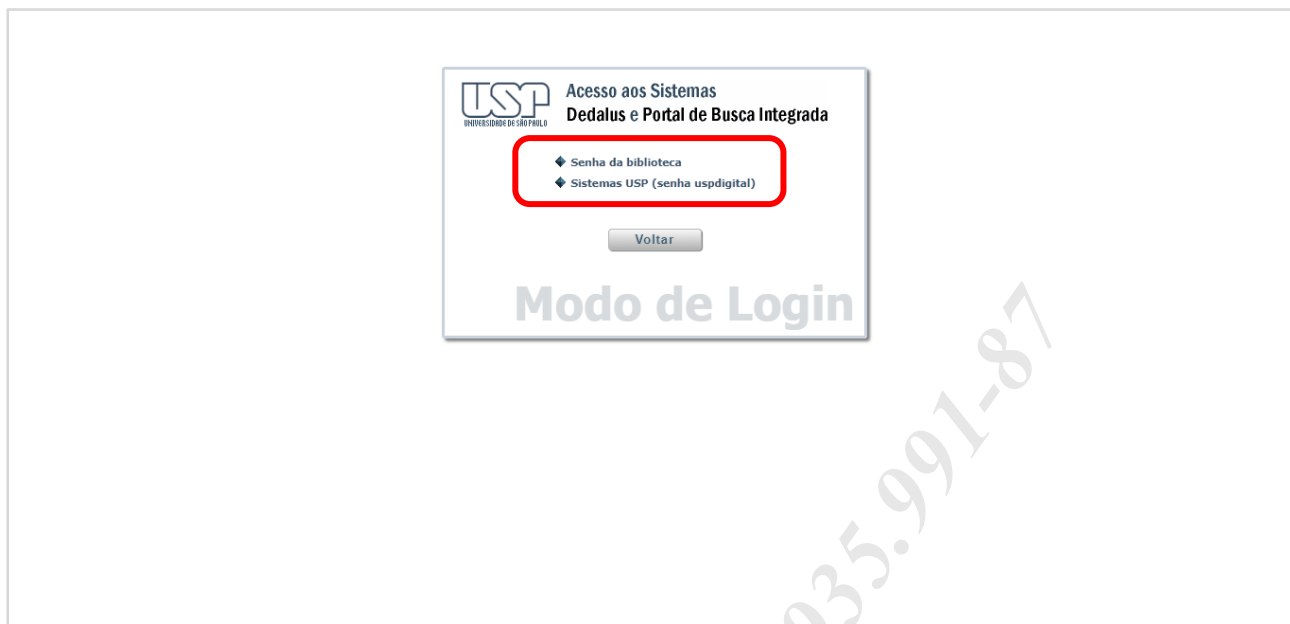 USP
UNIVERSIDADE DE SÃO PAULO
Acesso aos Sistemas
Dedalus e Portal de Busca Integrada
Senha da biblioteca
Sistemas USP (senha uspdigital)
Voltar
Modo de Login
935.991-87